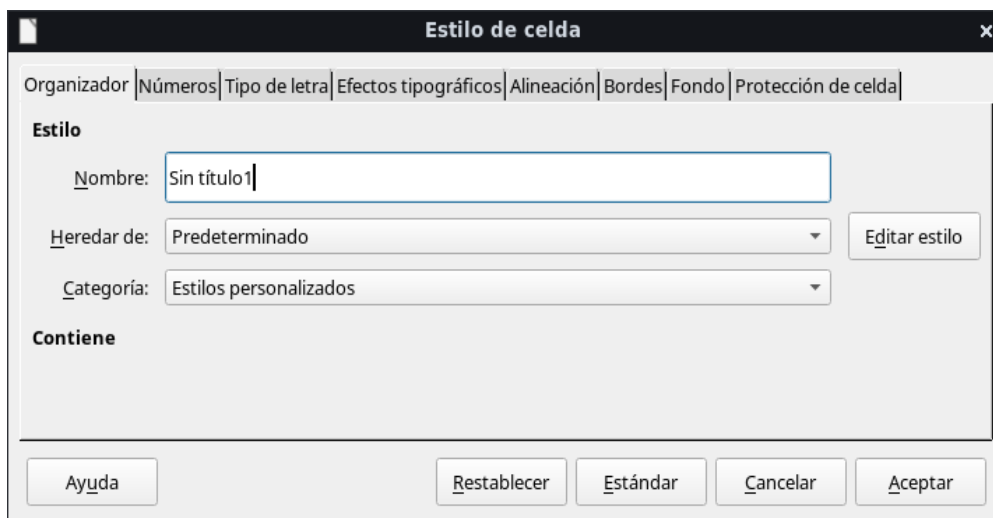 Estilo de celda
Organizador Números Tipo de letra Efectos tipográficos Alineación Bordes Fondo Protección de celda
Estilo
Nombre: Sin título1
Heredar de: Predeterminado Editar estilo
Categoría: Estilos personalizados
Contiene
Ayuda Restablecer Estándar Cancelar Aceptar